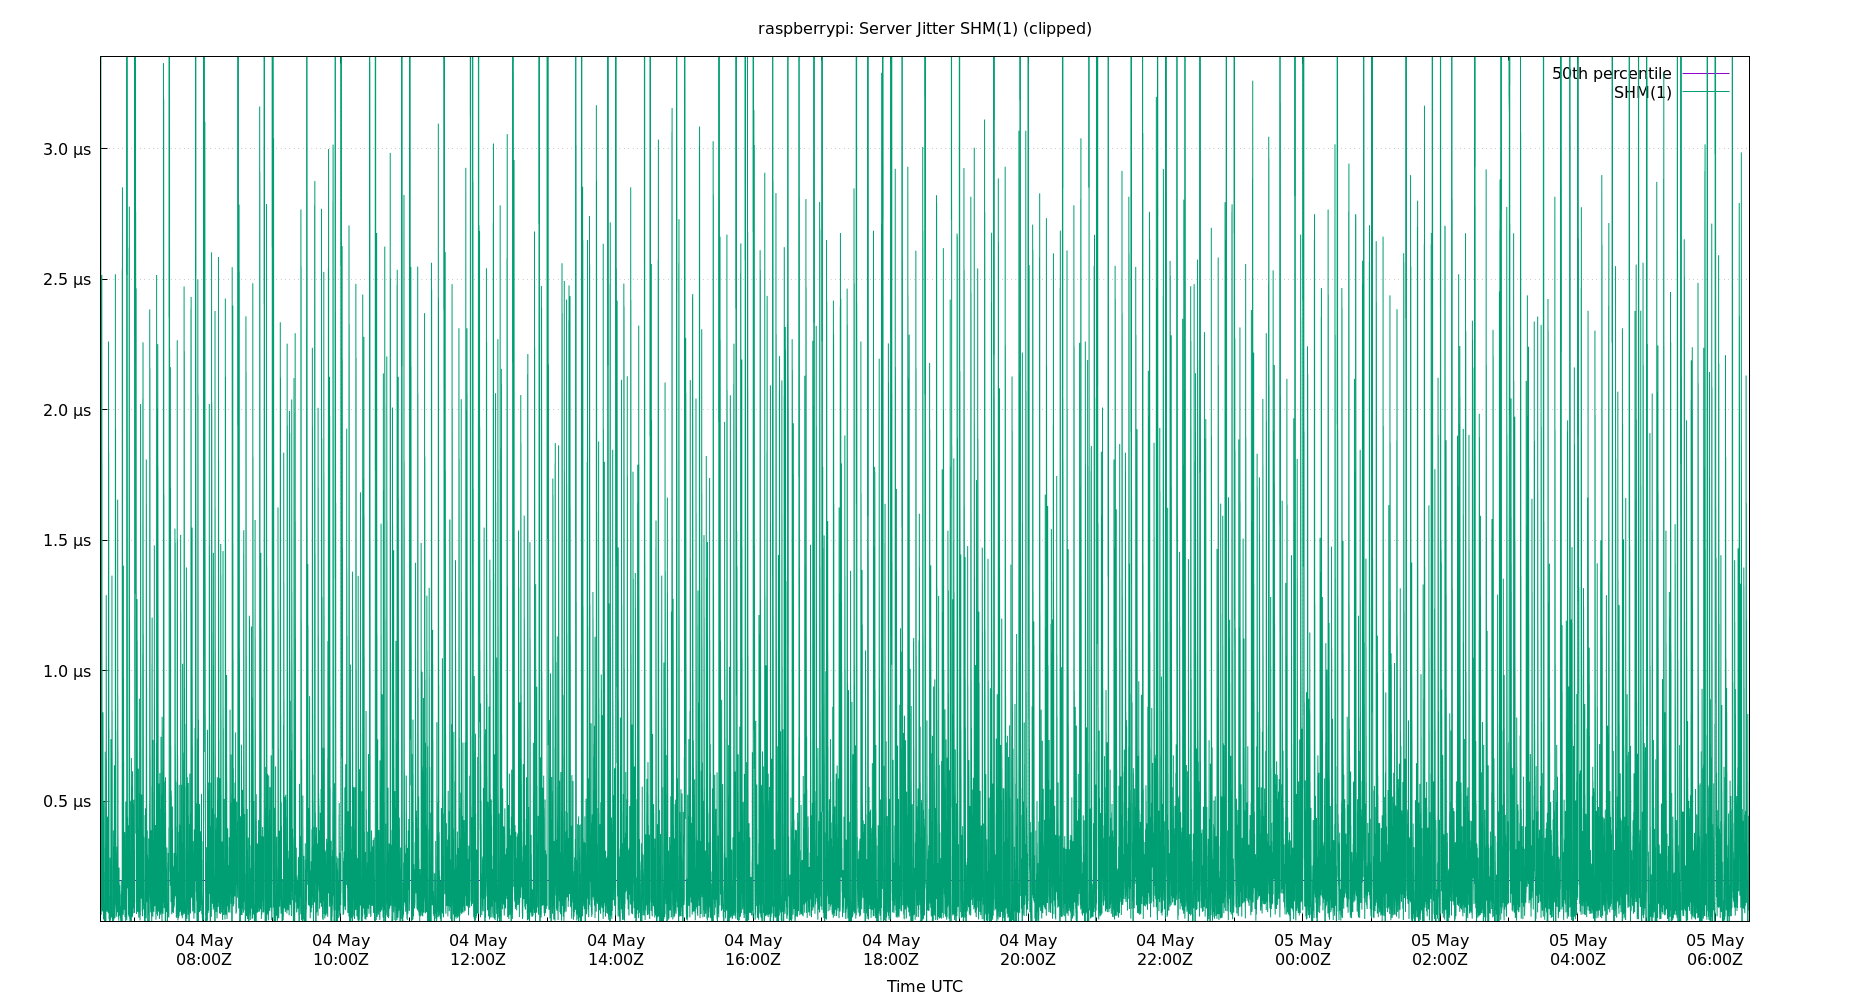 raspberrypi: Server Jitter SHM(1) (clipped)
50th percentile
SHM(1)
3.0 µs
2.5 µs
2.0 µs
1.5 µs
1.0 µs
0.5 µs
04 May 04 May 04 May 04 May 04 May 04 May 04 May 04 May 05 May 05 May 05 May 05 May
08:00Z 10:00Z 12:00Z 14:00Z 16:00Z 18:00Z 20:00Z 22:00Z 00:00Z 02:00Z 04:00Z 06:00Z
Time UTC